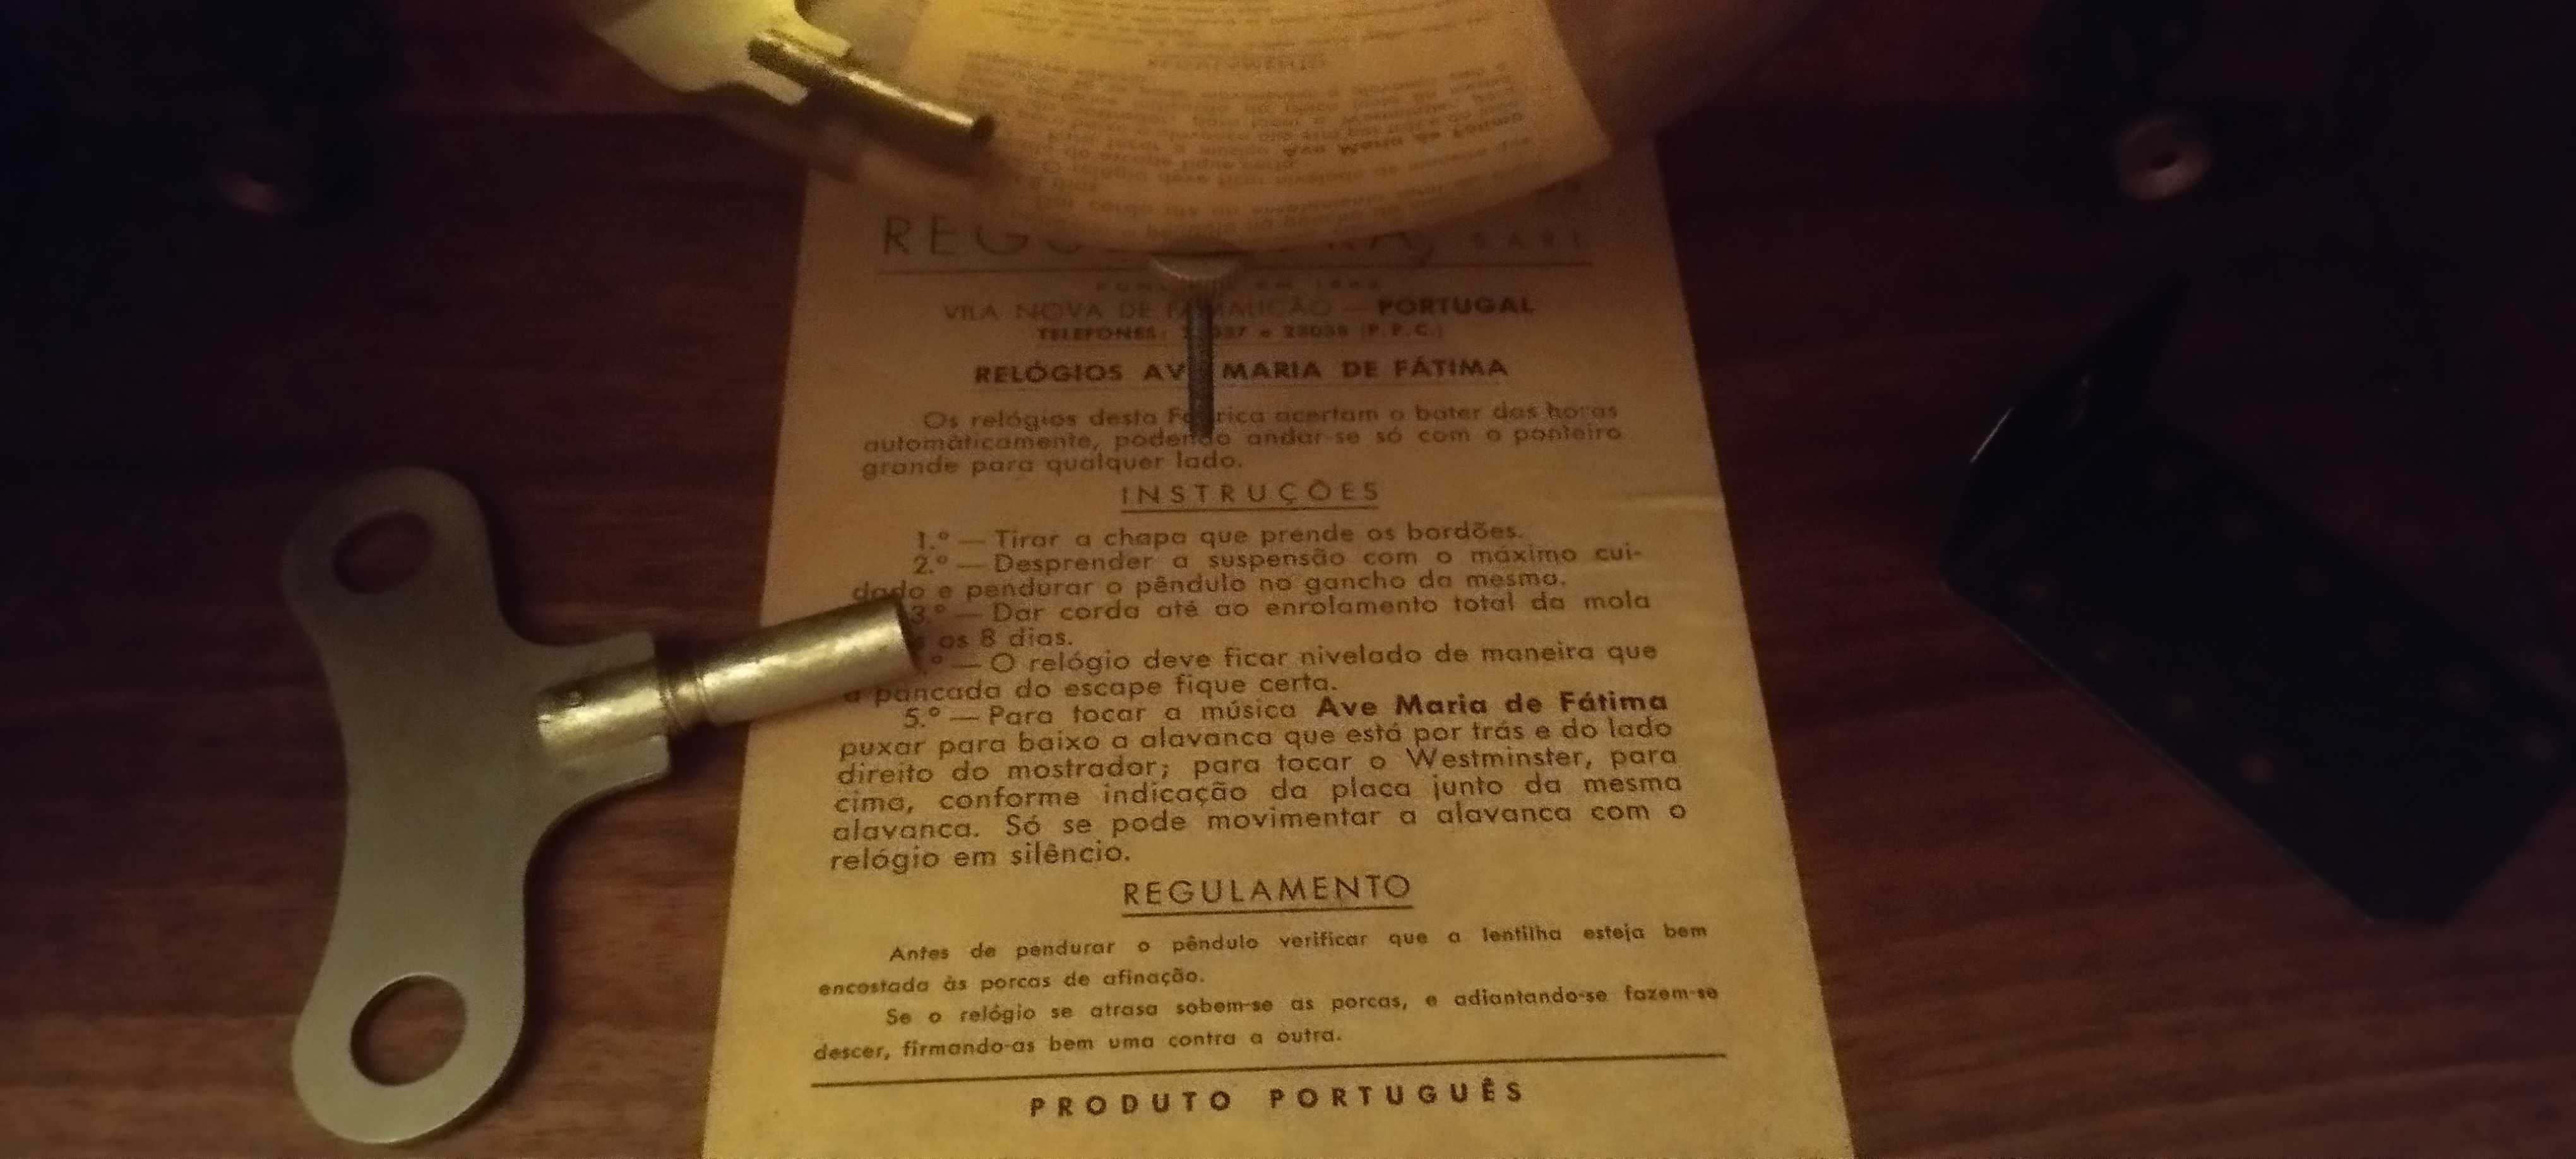 VILA NOVA DE PORTUGAL
TELEFONES:
RELÓGIOS MARIA DE FÁTIMA
Os relógios desta acertam o bater das horas
automàticamente, podendo andar-se só com o ponteiro
grande para qualquer lado.
INSTRUÇÕES
1.º — Tirar a chapa que prende os bordões.
2.º — Desprender a suspensão com o máximo cui-
dado e pendurar o pêndulo no gancho da mesma.
3.º — Dar corda até ao enrolamento total da mola
os 8 dias.
— O relógio deve ficar nivelado de maneira que
a pancada do escape fique certa.
5.º — Para tocar a música Ave Maria de Fátima
puxar para baixo a alavanca que está por trás e do lado
direito do mostrador; para tocar o Westminster, para
cima, conforme indicação da placa junto da mesma
alavanca. Só se pode movimentar a alavanca com o
relógio em silêncio.
REGULAMENTO
Antes de pendurar o pêndulo verificar que a lentilha esteja bem
encostada às porcas de afinação.
Se o relógio se atrasa sobem-se as porcas, e adiantando-se fazem-se
descer, firmando-as bem uma contra a outra.
PRODUTO PORTUGUÊS